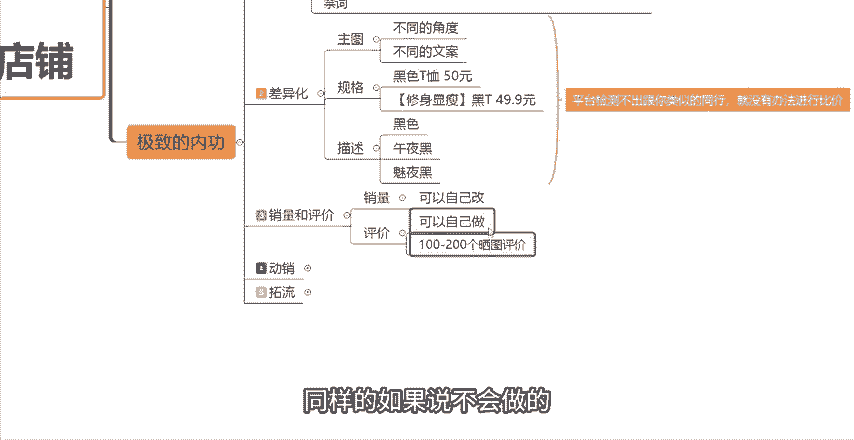 禁词
店铺
极致的内功
差异化
主图
不同的角度
不同的文案
规格
黑色T恤 50元
【修身显瘦】黑T 49.9元
描述
黑色
午夜黑
魅夜黑
平台检测不出跟你类似的同行，就没有办法进行比价
销量和评价
销量
可以自己改
评价
可以自己做
100-200个晒图评价
动销
拓流
同样的如果说不会做的